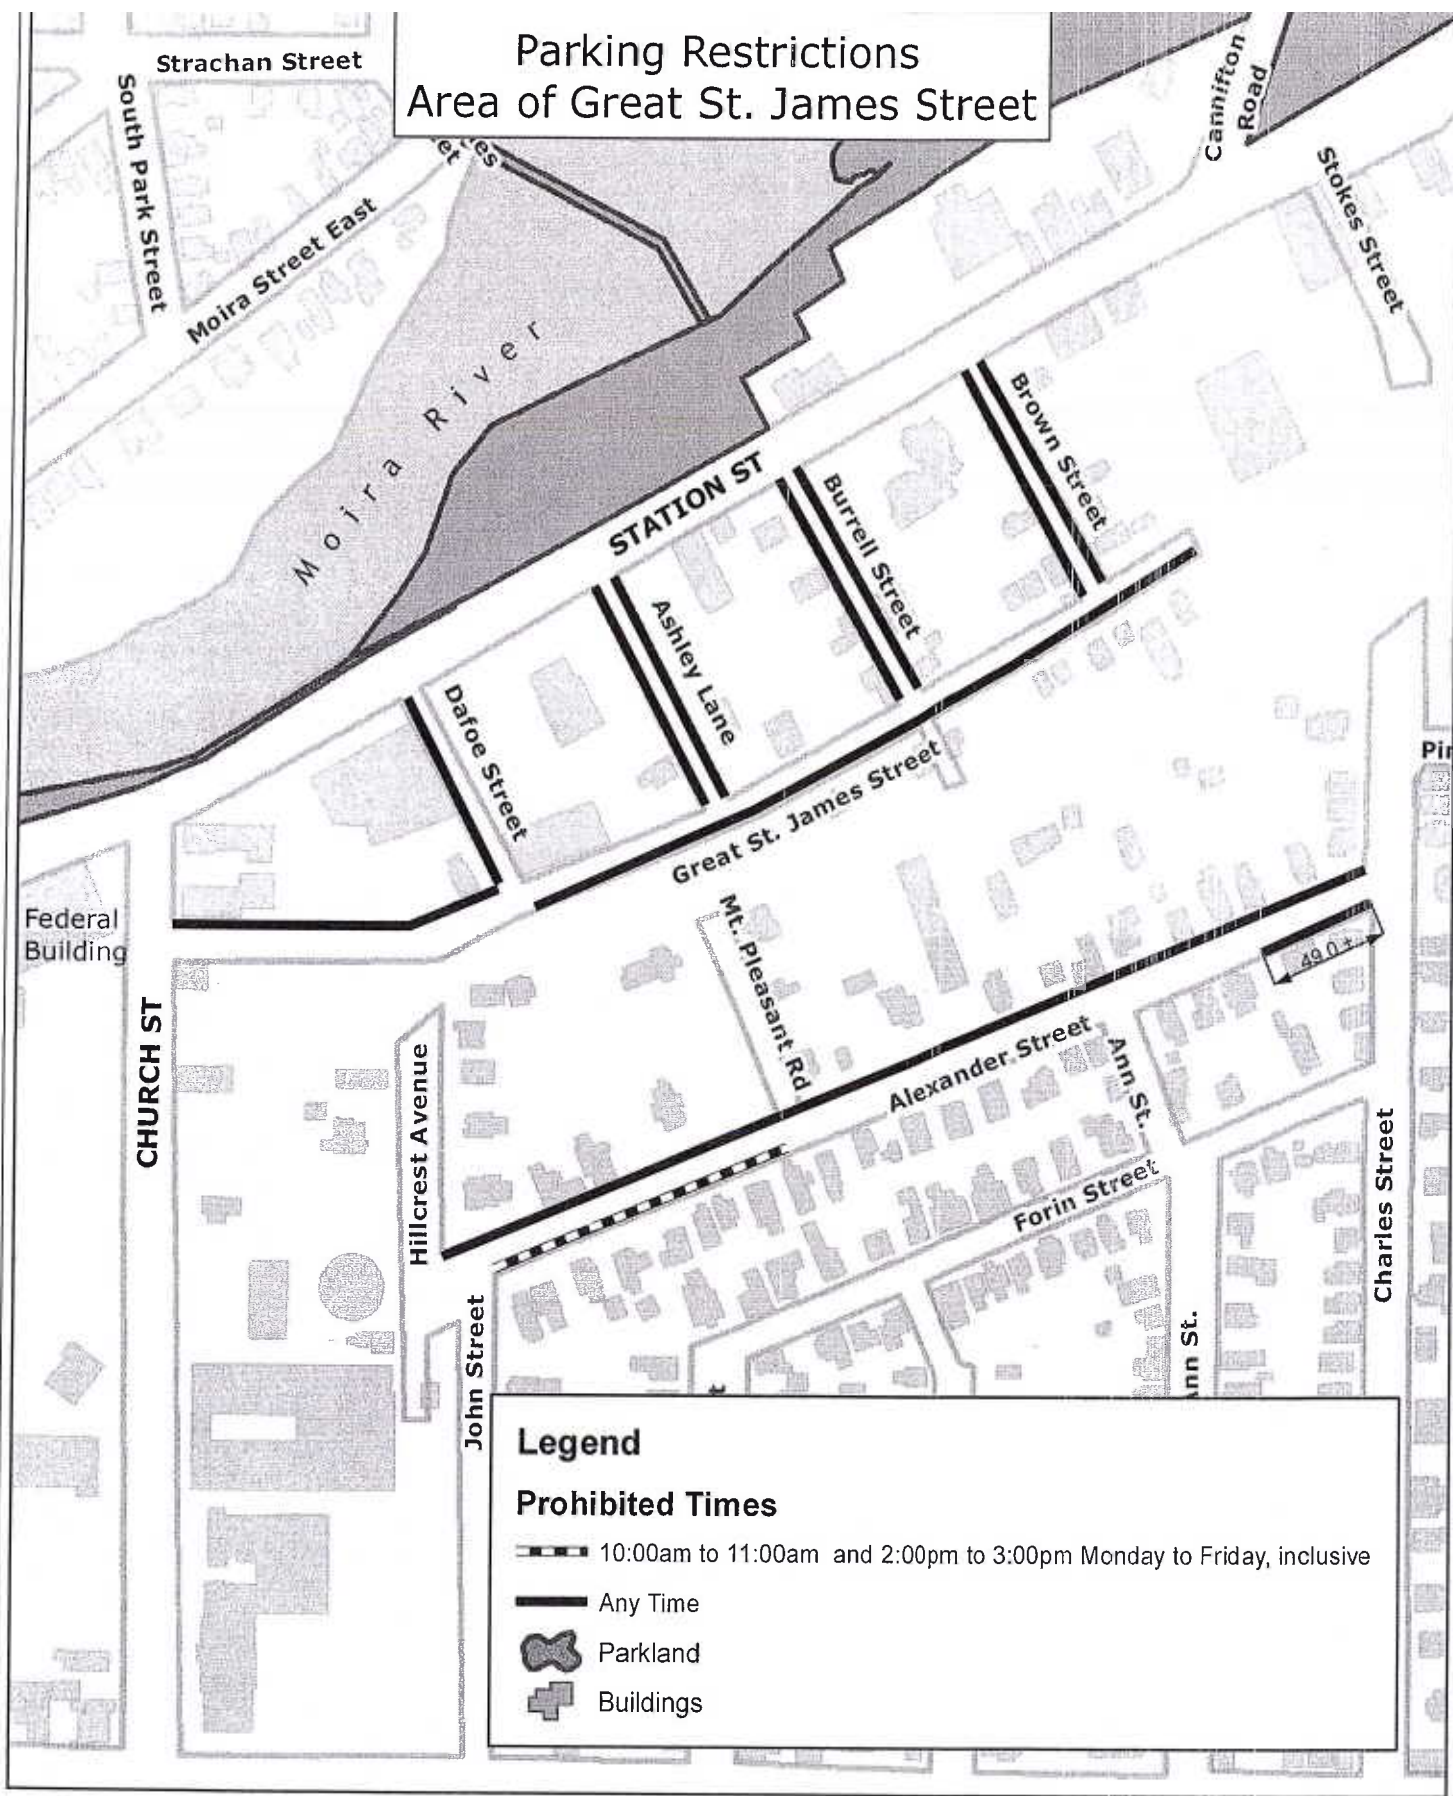 Parking Restrictions
Area of Great St. James Street
Strachan Street
South Park Street
Moira Street East
Cannifton
Road
Stokes Street
Moira River
STATION ST
Brown Street
Burrell Street
Ashley Lane
Dafoe Street
Great St. James Street
Federal
Building
CHURCH ST
Mt. Pleasant Rd.
49.0 ±
Alexander Street
Ann St.
Hillcrest Avenue
Forin Street
Charles Street
John Street
Ann St.
Legend
Prohibited Times
10:00am to 11:00am and 2:00pm to 3:00pm Monday to Friday, inclusive
Any Time
Parkland
Buildings